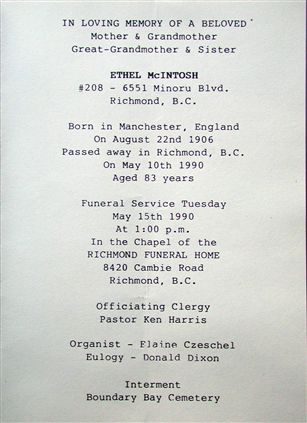 IN LOVING MEMORY OF A BELOVED
Mother & Grandmother
Great-Grandmother & Sister
ETHEL McINTOSH
#208 - 6551 Minoru Blvd.
Richmond, B.C.
Born in Manchester, England
On August 22nd 1906
Passed away in Richmond, B.C.
On May 10th 1990
Aged 83 years
Funeral Service Tuesday
May 15th 1990
At 1:00 p.m.
In the Chapel of the
RICHMOND FUNERAL HOME
8420 Cambie Road
Richmond, B.C.
Officiating Clergy
Pastor Ken Harris
Organist - Elaine Czeschel
Eulogy - Donald Dixon
Interment
Boundary Bay Cemetery